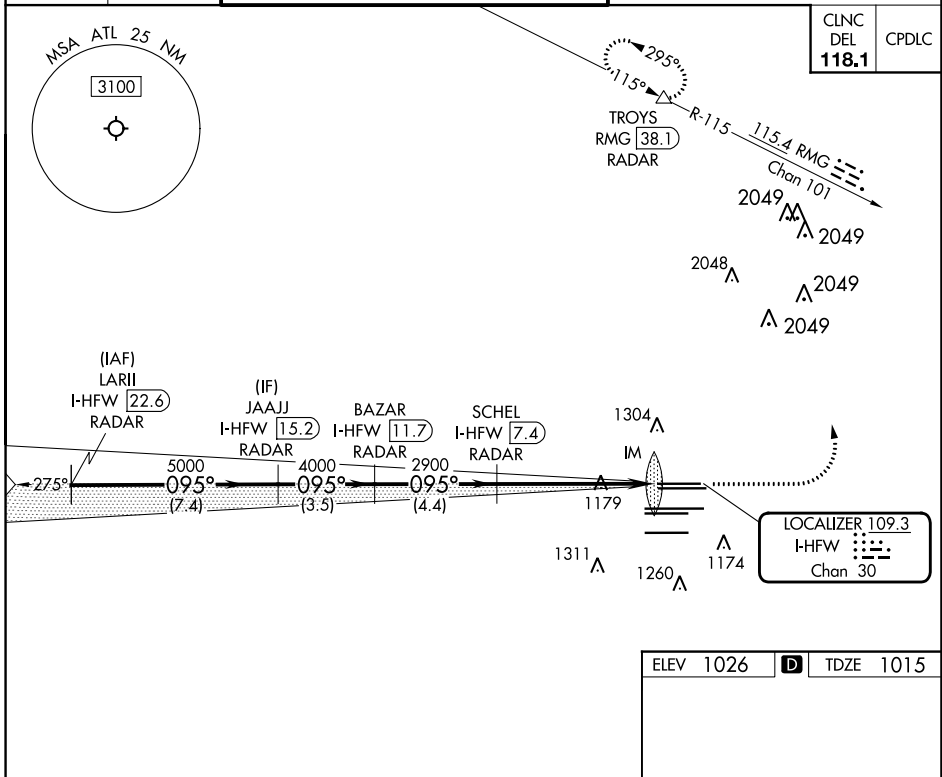 MSA ATL 25 NM
3100
CLNC
DEL
118.1
CPDLC
295°
115°
TROYS
RMG 38.1
RADAR
R-115
115.4 RMG
Chan 101
2049
2049
2048
2049
2049
(IAF)
LARII
I-HFW 22.6
RADAR
(IF)
JAAJJ
I-HFW 15.2
RADAR
BAZAR
I-HFW 11.7
RADAR
SCHEL
I-HFW 7.4
RADAR
1304
IM
275°
5000
095°
(7.4)
4000
095°
(3.5)
2900
095°
(4.4)
1179
1311
1260
1174
LOCALIZER 109.3
I-HFW
Chan 30
ELEV 1026 D TDZE 1015